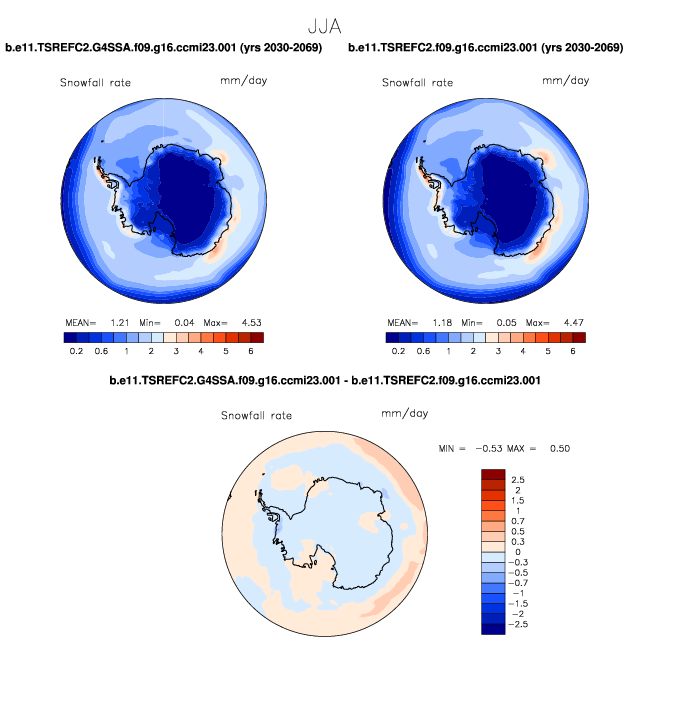 JJA
b.e11.TSREFC2.G4SSA.f09.g16.ccmi23.001 (yrs 2030-2069)
b.e11.TSREFC2.f09.g16.ccmi23.001 (yrs 2030-2069)
Snowfall rate mm/day
Snowfall rate mm/day
MEAN= 1.21 Min= 0.04 Max= 4.53
0.2 0.6 1 2 3 4 5 6
MEAN= 1.18 Min= 0.05 Max= 4.47
0.2 0.6 1 2 3 4 5 6
b.e11.TSREFC2.G4SSA.f09.g16.ccmi23.001 - b.e11.TSREFC2.f09.g16.ccmi23.001
Snowfall rate mm/day
MIN = -0.53 MAX = 0.50
2.5
2
1.5
1
0.7
0.5
0.3
0
-0.3
-0.5
-0.7
-1
-1.5
-2
-2.5